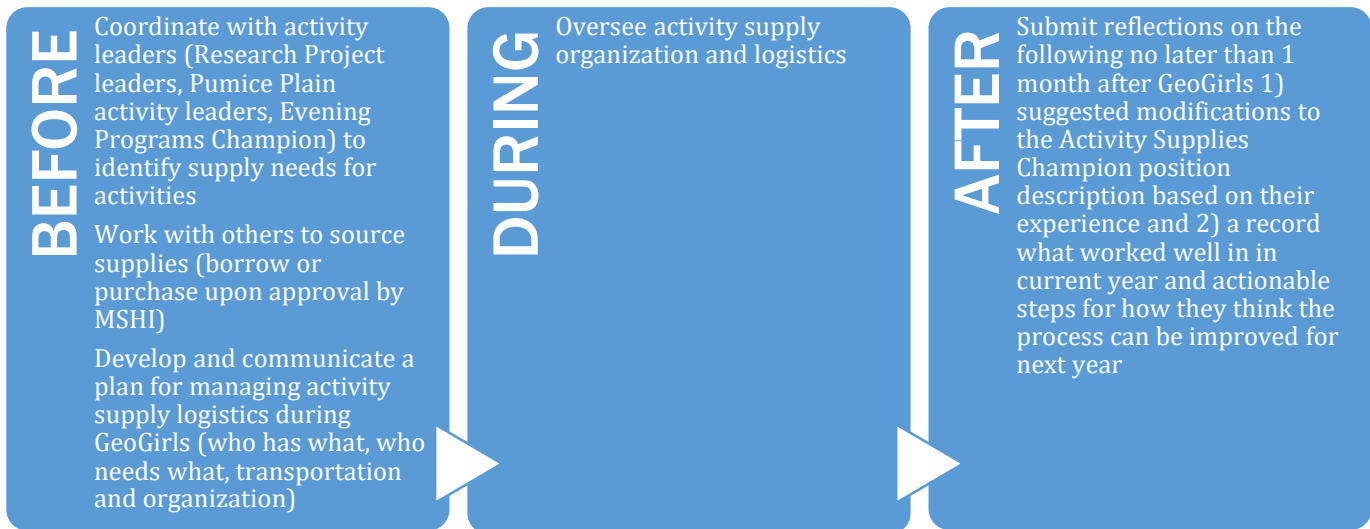 BEFORE
Coordinate with activity
leaders (Research Project
leaders, Pumice Plain
activity leaders, Evening
Programs Champion) to
identify supply needs for
activities
Work with others to source
supplies (borrow or
purchase upon approval by
MSHI)
Develop and communicate a
plan for managing activity
supply logistics during
GeoGirls (who has what, who
needs what, transportation
and organization)
DURING
Oversee activity supply
organization and logistics
AFTER
Submit reflections on the
following no later than 1
month after GeoGirls 1)
suggested modifications to
the Activity Supplies
Champion position
description based on their
experience and 2) a record
what worked well in in
current year and actionable
steps for how they think the
process can be improved for
next year